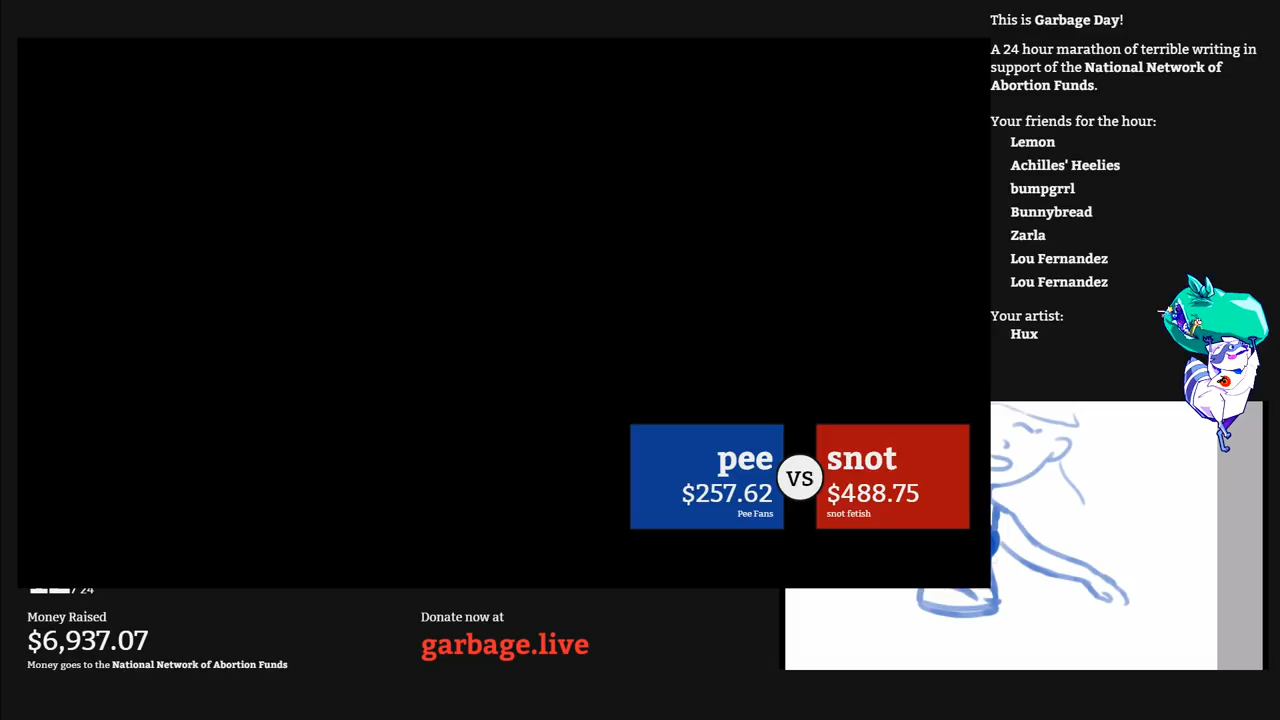 This is Garbage Day!
A 24 hour marathon of terrible writing in
support of the National Network of
Abortion Funds.
Your friends for the hour:
Lemon
Achilles' Heelies
bumpgrrl
Bunnybread
Zarla
Lou Fernandez
Lou Fernandez
Your artist:
Hux
pee
$257.62
Pee Fans
VS
snot
$488.75
snot fetish
/ 24
Money Raised
$6,937.07
Money goes to the National Network of Abortion Funds
Donate now at
garbage.live